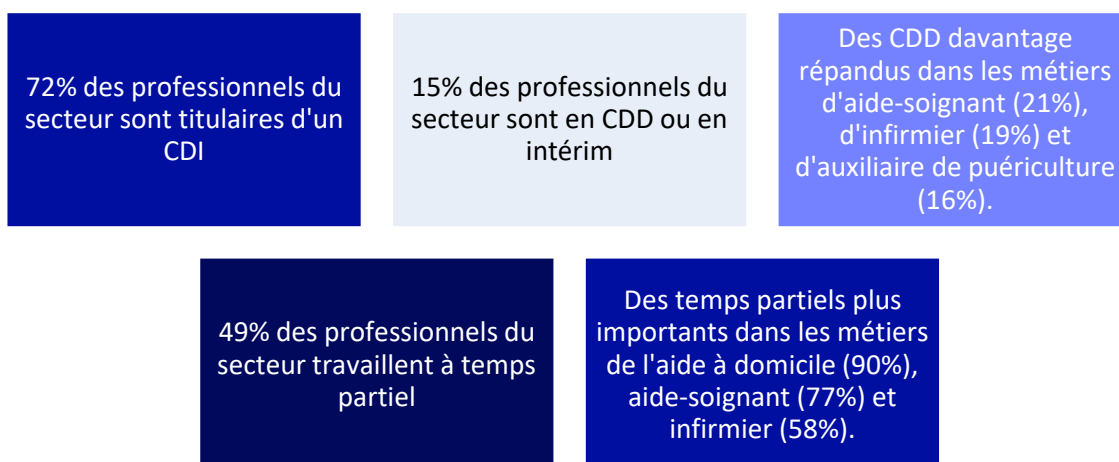 72% des professionnels du
secteur sont titulaires d'un
CDI
15% des professionnels du
secteur sont en CDD ou en
intérim
Des CDD davantage
répandus dans les métiers
d'aide-soignant (21%),
d'infirmier (19%) et
d'auxiliaire de puériculture
(16%).
49% des professionnels du
secteur travaillent à temps
partiel
Des temps partiels plus
importants dans les métiers
de l'aide à domicile (90%),
aide-soignant (77%) et
infirmier (58%).